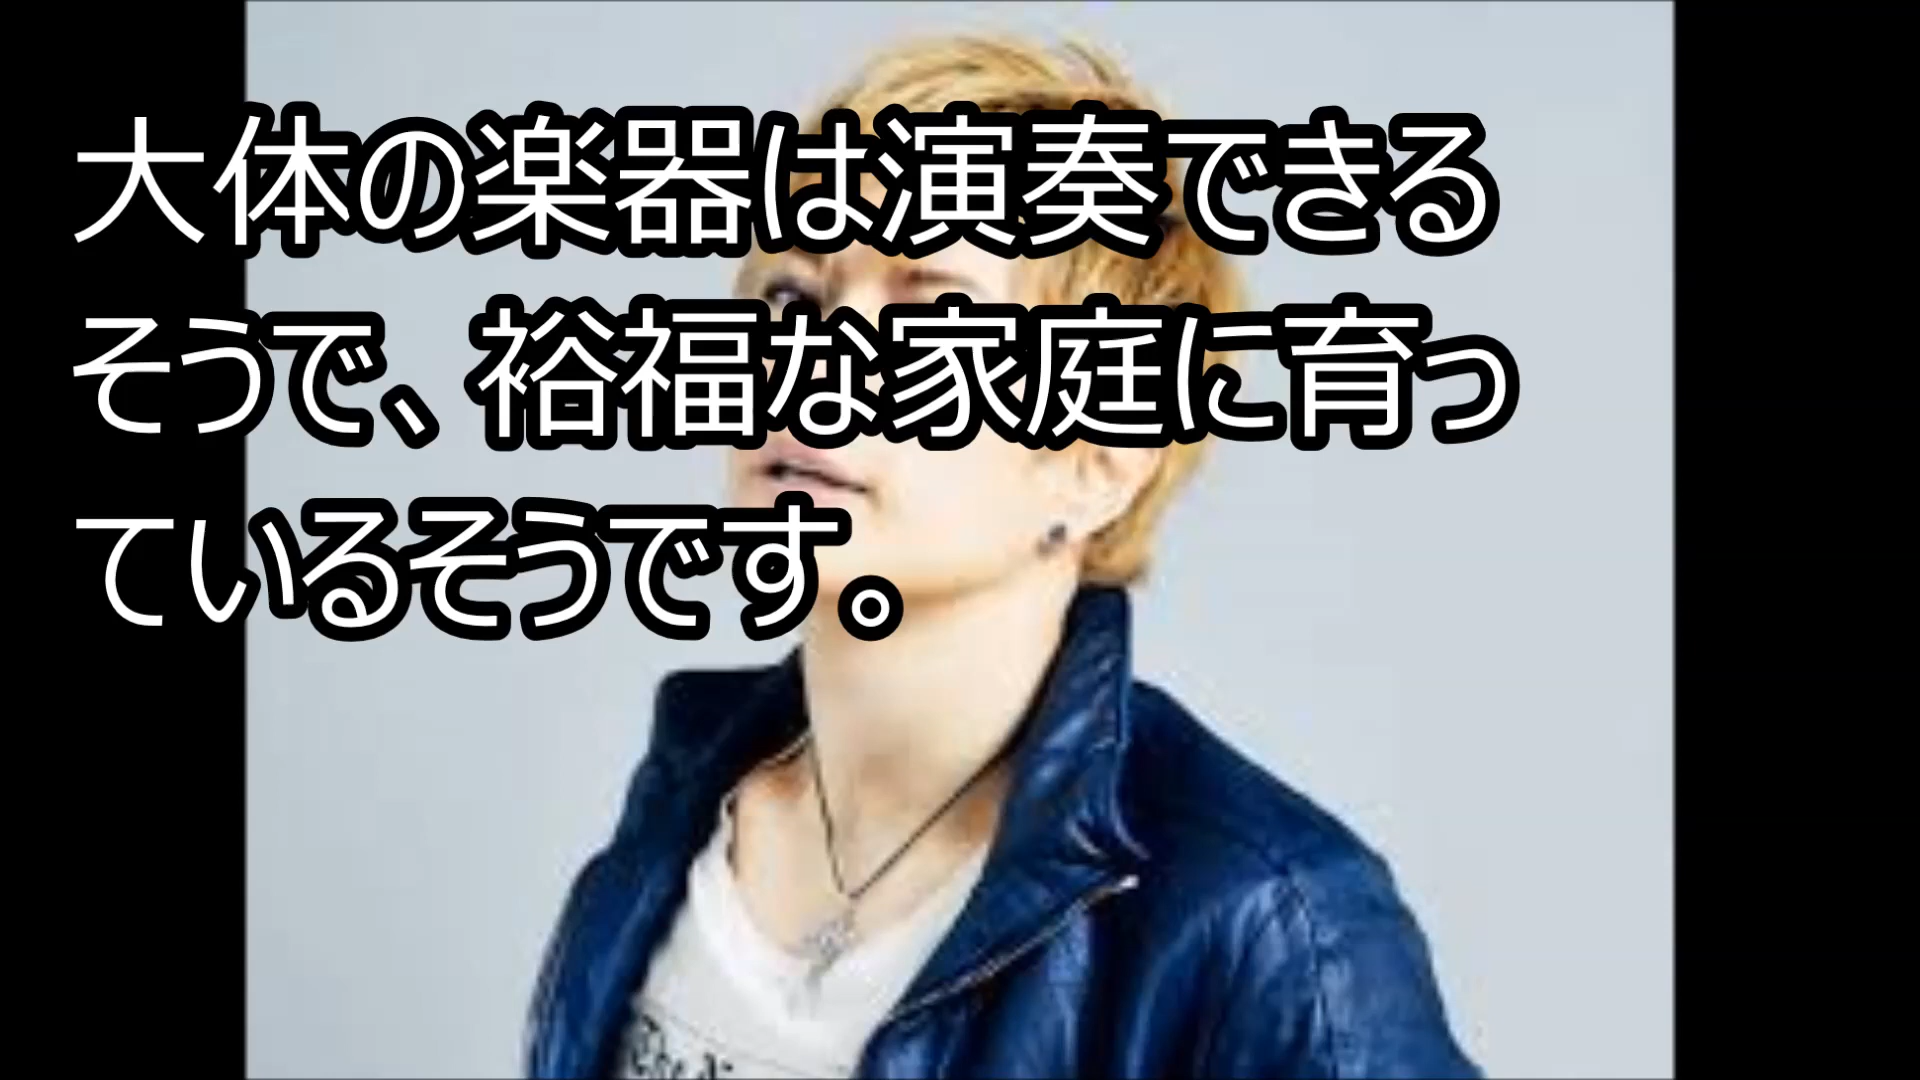 大体の楽器は演奏できる
そうで、裕福な家庭に育っ
ているそうです。